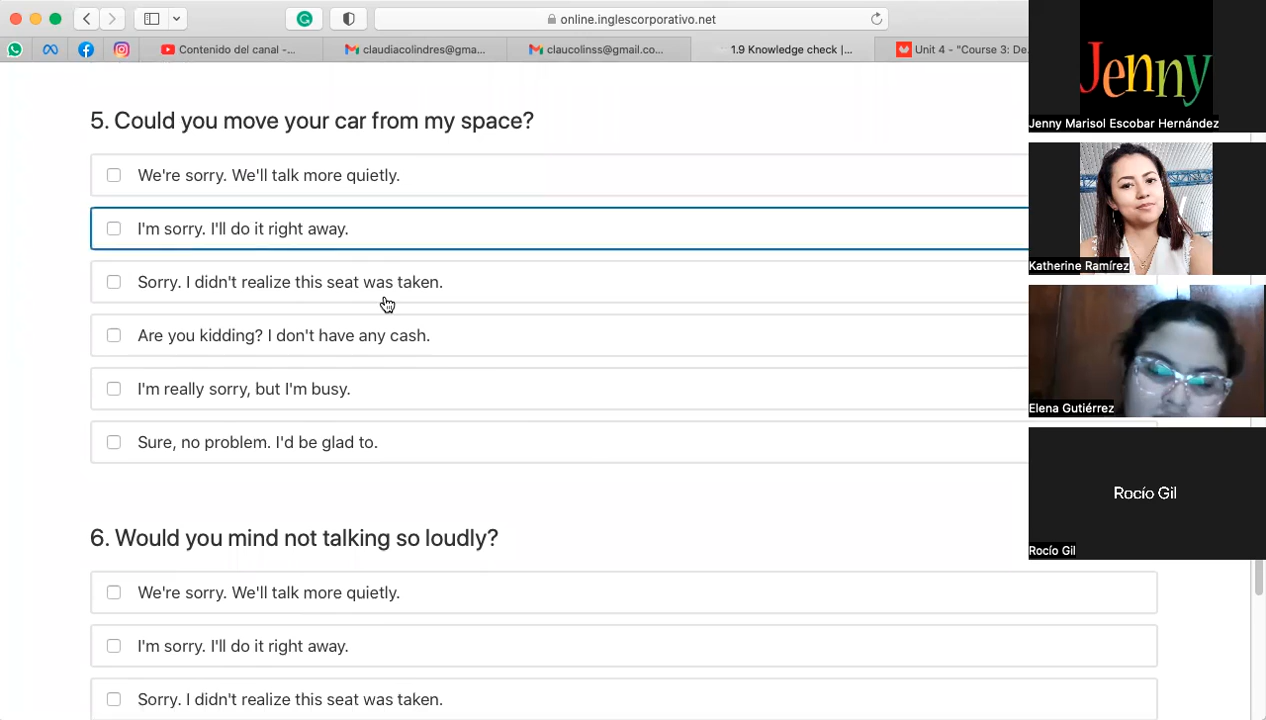 online.inglescorporativo.net
Contenido del canal -...
claudiacolindres@gma...
claucolinss@gmail.co...
1.9 Knowledge check |...
Unit 4 - "Course 3: De...
5. Could you move your car from my space?
We're sorry. We'll talk more quietly.
I'm sorry. I'll do it right away.
Sorry. I didn't realize this seat was taken.
Are you kidding? I don't have any cash.
I'm really sorry, but I'm busy.
Sure, no problem. I'd be glad to.
6. Would you mind not talking so loudly?
We're sorry. We'll talk more quietly.
I'm sorry. I'll do it right away.
Sorry. I didn't realize this seat was taken.
Jenny
Jenny Marisol Escobar Hernández
Katherine Ramírez
Elena Gutiérrez
Rocío Gil
Rocío Gil